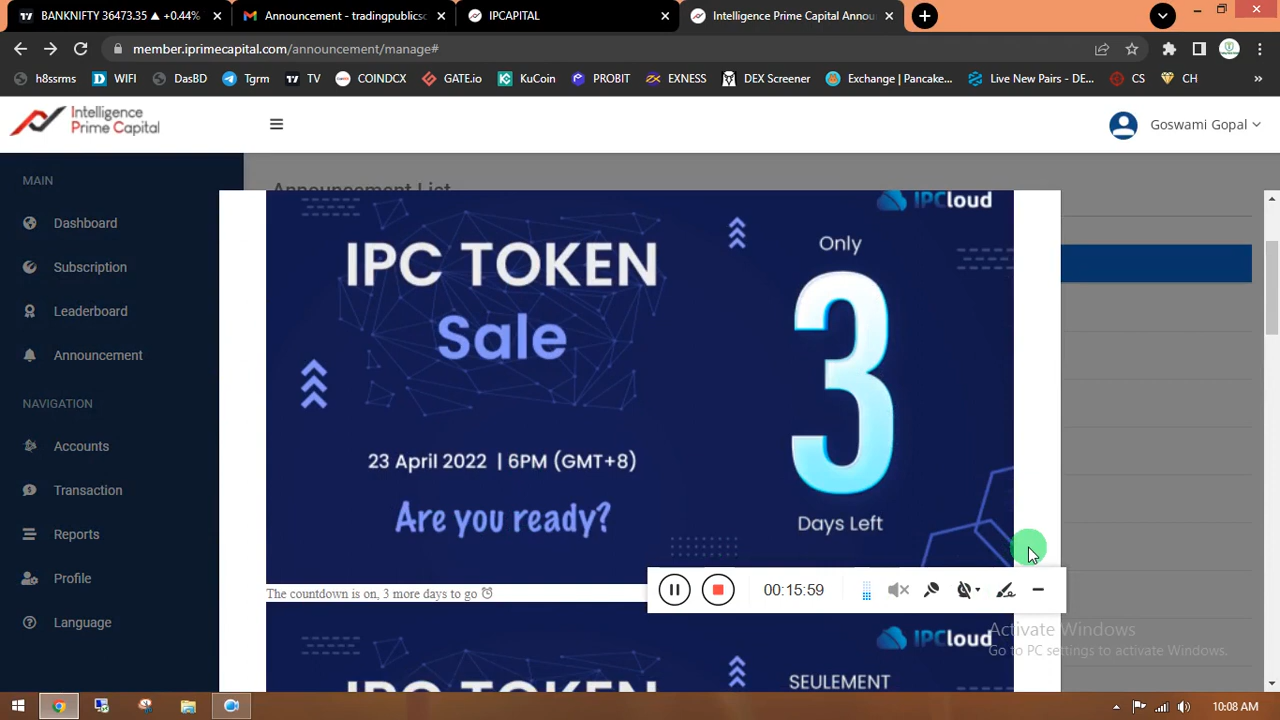 BANKNIFTY 36473.35 ▲ +0.44%
Announcement - tradingpublicsc
IPCAPITAL
Intelligence Prime Capital Annou
member.iprimecapital.com/announcement/manage#
h8ssrms
WIFI
DasBD
Tgrm
TV
COINDCX
GATE.io
KuCoin
PROBIT
EXNESS
DEX Screener
Exchange | Pancake...
Live New Pairs - DE...
CS
CH
»
Intelligence
Prime Capital
Goswami Gopal
MAIN
Dashboard
Subscription
Leaderboard
Announcement
NAVIGATION
Accounts
Transaction
Reports
Profile
Language
Announcement List
IPCloud
IPC TOKEN
Sale
23 April 2022 | 6PM (GMT+8)
Are you ready?
Only
3
Days Left
The countdown is on, 3 more days to go ⏰
00:15:59
IPCloud
IPC TOKEN
SEULEMENT
Activate Windows
Go to PC settings to activate Windows.
10:08 AM